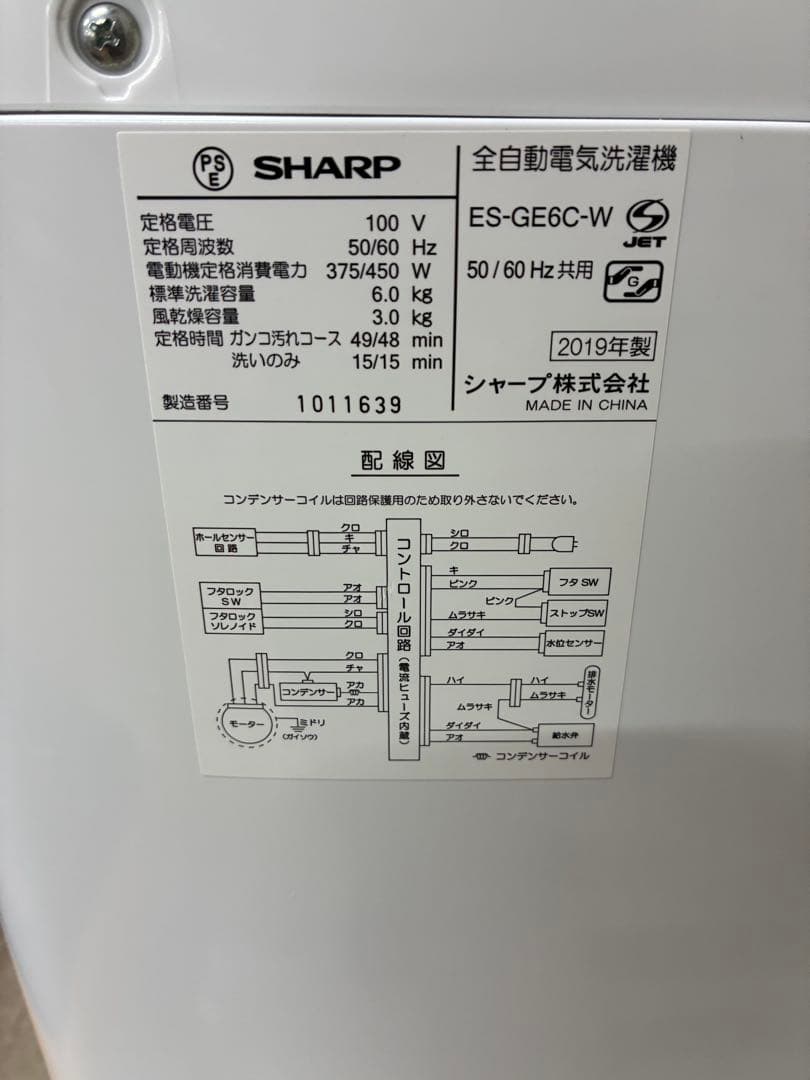 PSE SHARP
定格電圧 100 V
定格周波数 50/60 Hz
電動機定格消費電力 375/450 W
標準洗濯容量 6.0 kg
風乾燥容量 3.0 kg
定格時間 ガンコ汚れコース 49/48 min
洗いのみ 15/15 min
製造番号 1011639
全自動電気洗濯機
ES-GE6C-W JET
50/60 Hz共用 G
2019年製
シャープ株式会社
MADE IN CHINA
配線図
コンデンサーコイルは回路保護用のため取り外さないでください。
ホールセンサー
回路
クロ
キ
チャ
フタロック
SW
アオ
アオ
フタロック
ソレノイド
シロ
クロ
クロ
チャ
コンデンサー
アカ
アカ
モーター
ミドリ
(ガイソウ)
コントロール回路
(電流ヒューズ内蔵)
シロ
クロ
キ
ピンク
フタSW
ピンク
ムラサキ
ストップSW
ダイダイ
アオ
水位センサー
ハイ
ハイ
ムラサキ
排水モーター
ムラサキ
ダイダイ
アオ
給水弁
コンデンサーコイル